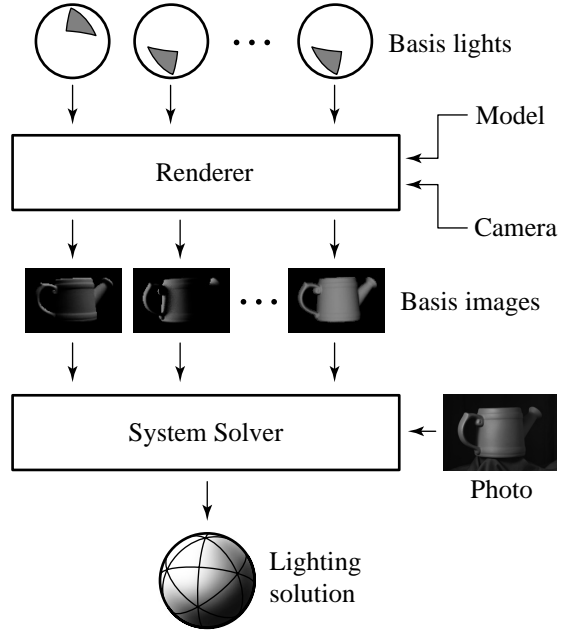 Basis lights
Model
Renderer
Camera
Basis images
System Solver
Photo
Lighting
solution